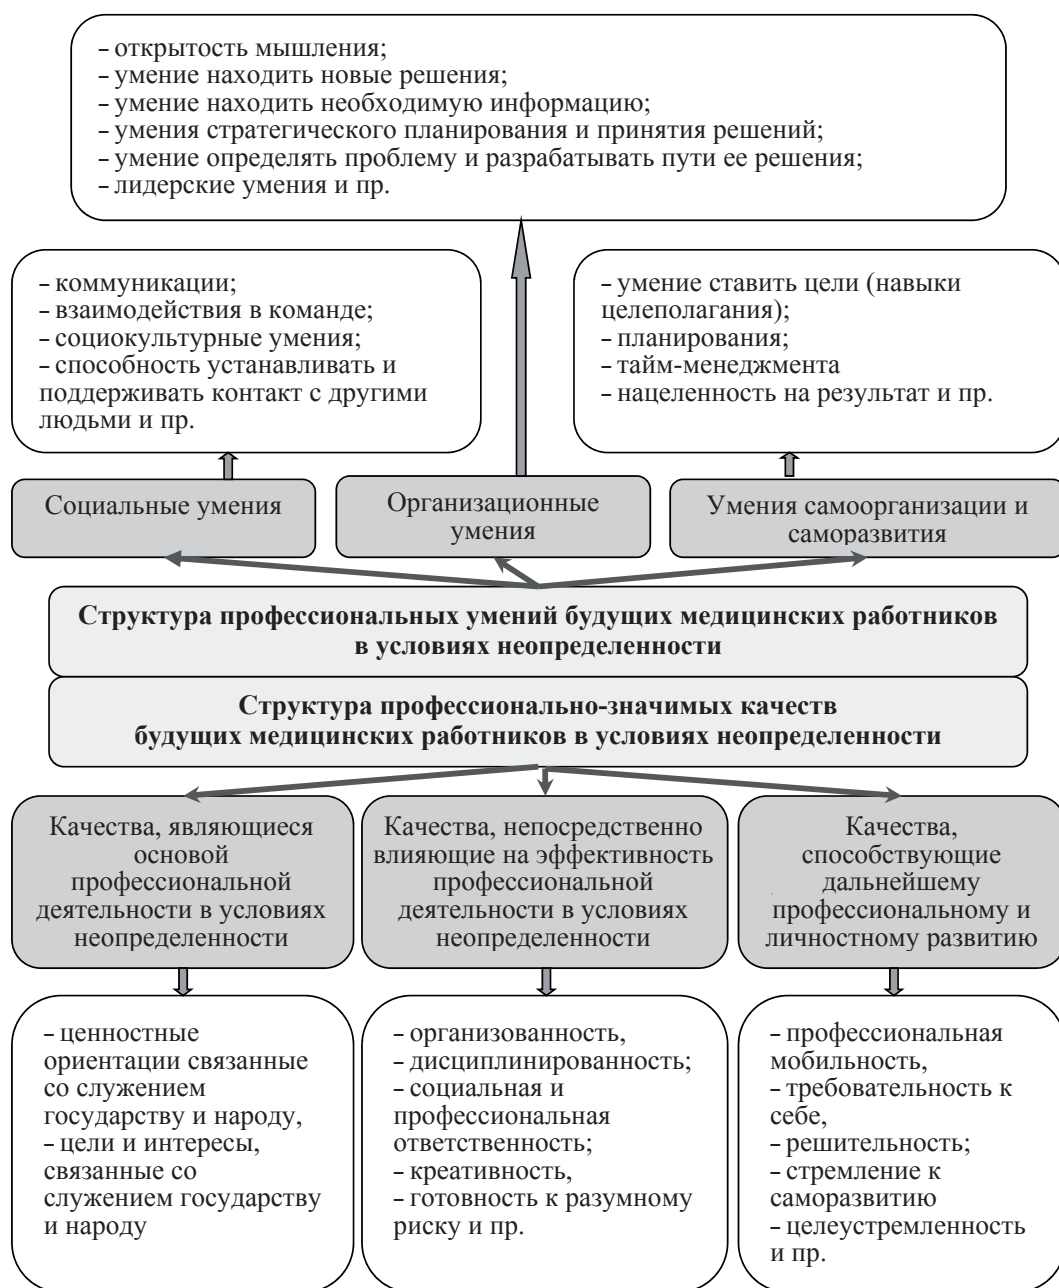 – открытость мышления;
– умение находить новые решения;
– умение находить необходимую информацию;
– умения стратегического планирования и принятия решений;
– умение определять проблему и разрабатывать пути ее решения;
– лидерские умения и пр.
– коммуникации;
– взаимодействия в команде;
– социокультурные умения;
– способность устанавливать и
поддерживать контакт с другими
людьми и пр.
– умение ставить цели (навыки
целеполагания);
– планирования;
– тайм-менеджмента
– нацеленность на результат и пр.
Социальные умения
Организационные
умения
Умения самоорганизации и
саморазвития
Структура профессиональных умений будущих медицинских работников
в условиях неопределенности
Структура профессионально-значимых качеств
будущих медицинских работников в условиях неопределенности
Качества, являющиеся
основой
профессиональной
деятельности в условиях
неопределенности
Качества, непосредственно
влияющие на эффективность
профессиональной
деятельности в условиях
неопределенности
Качества,
способствующие
дальнейшему
профессиональному и
личностному развитию
– ценностные
ориентации связанные
со служением
государству и народу,
– цели и интересы,
связанные со
служением государству
и народу
– организованность,
– дисциплинированность;
– социальная и
профессиональная
ответственность;
– креативность,
– готовность к разумному
риску и пр.
– профессиональная
мобильность,
– требовательность к
себе,
– решительность;
– стремление к
саморазвитию
– целеустремленность
и пр.